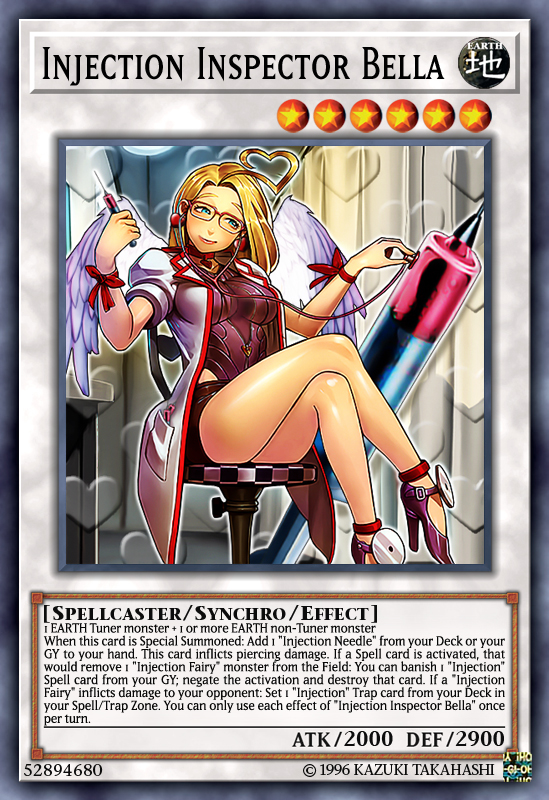 Injection Inspector Bella
EARTH
地
[Spellcaster/Synchro/Effect]
1 EARTH Tuner monster + 1 or more EARTH non-Tuner monster
When this card is Special Summoned: Add 1 "Injection Needle" from your Deck or your
GY to your hand. This card inflicts piercing damage. If a Spell card is activated, that
would remove 1 "Injection Fairy" monster from the Field: You can banish 1 "Injection"
Spell card from your GY; negate the activation and destroy that card. If a "Injection
Fairy" inflicts damage to your opponent: Set 1 "Injection" Trap card from your Deck in
your Spell/Trap Zone. You can only use each effect of "Injection Inspector Bella" once
per turn.
ATK/2000 DEF/2900
52894680
© 1996 KAZUKI TAKAHASHI